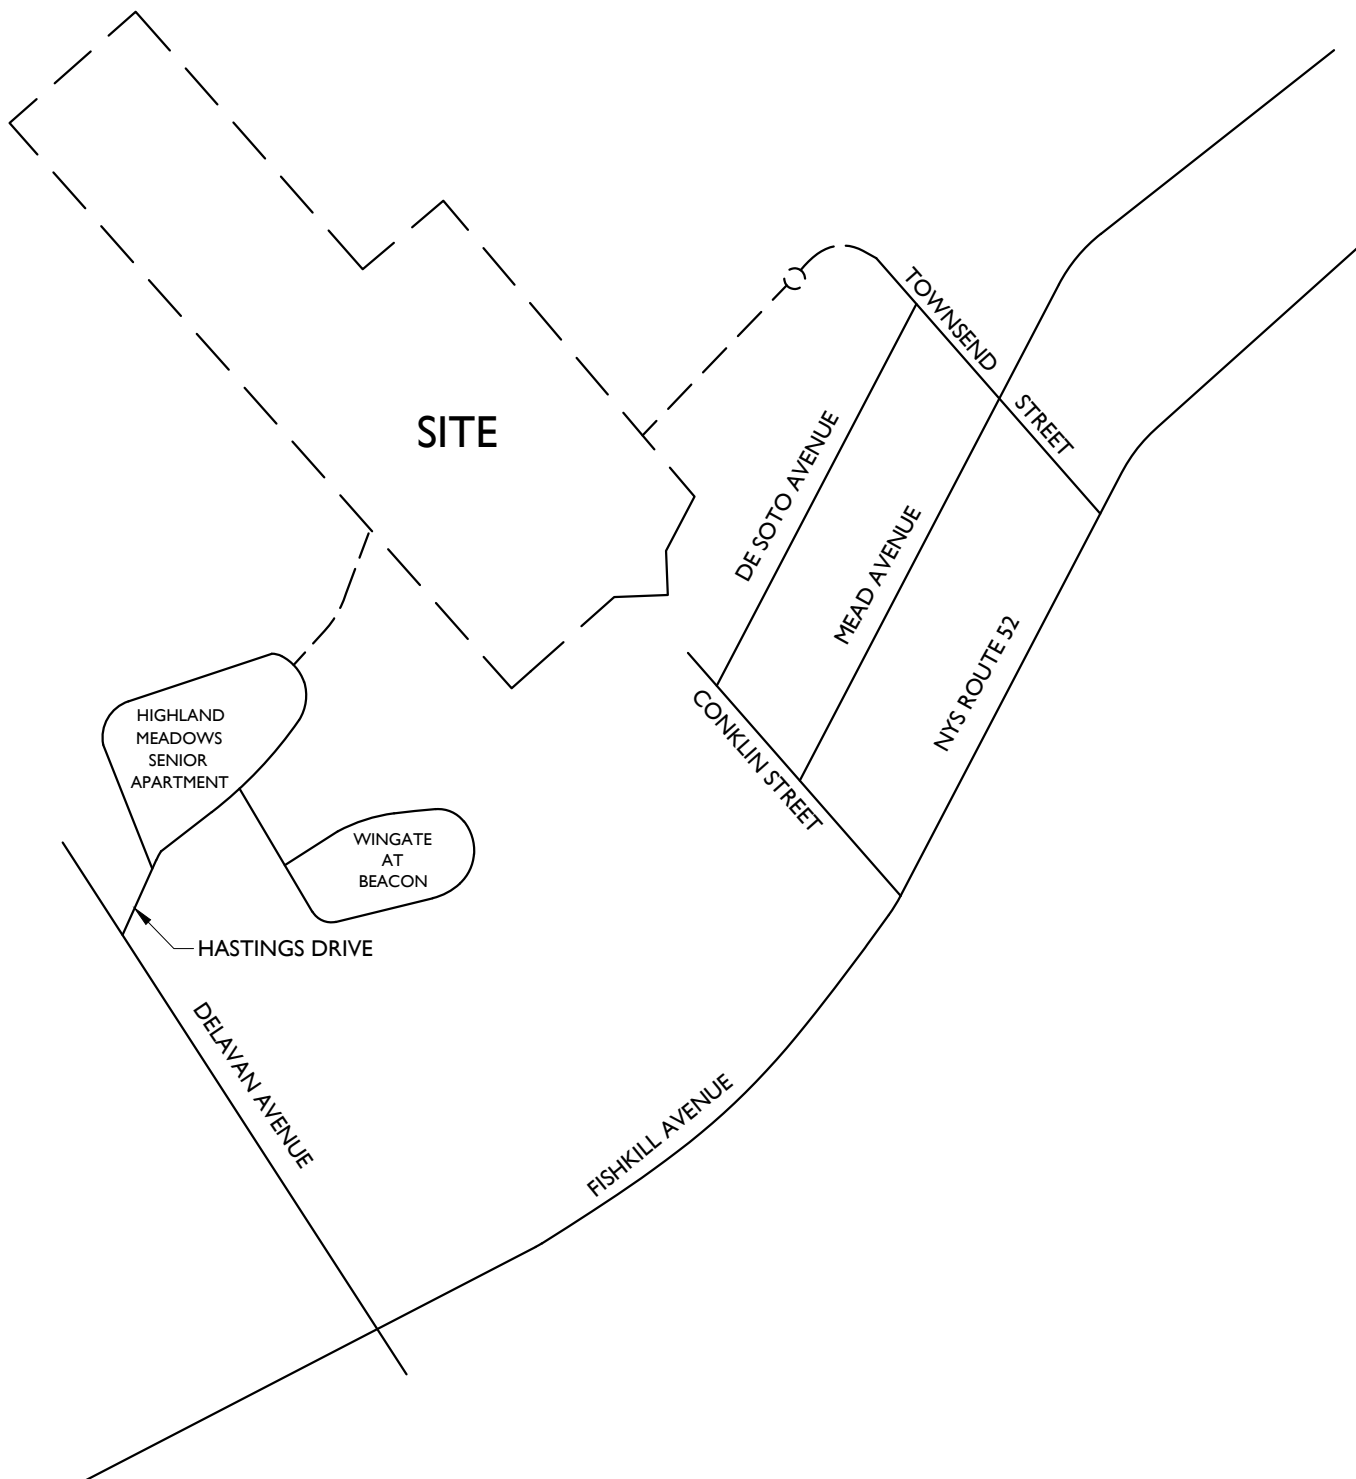 SITE
TOWNSEND STREET
DE SOTO AVENUE
MEAD AVENUE
NYS ROUTE 52
CONKLIN STREET
HIGHLAND
MEADOWS
SENIOR
APARTMENT
WINGATE
AT
BEACON
HASTINGS DRIVE
DELAVAN AVENUE
FISHKILL AVENUE